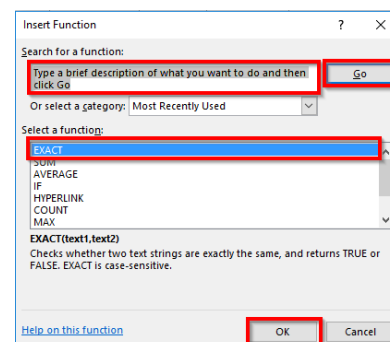 Insert Function ? ×
Search for a function:
Type a brief description of what you want to do and then
click Go
Go
Or select a category: Most Recently Used
Select a function:
EXACT
SUM
AVERAGE
IF
HYPERLINK
COUNT
MAX
EXACT(text1,text2)
Checks whether two text strings are exactly the same, and returns TRUE or
FALSE. EXACT is case-sensitive.
Help on this function OK Cancel